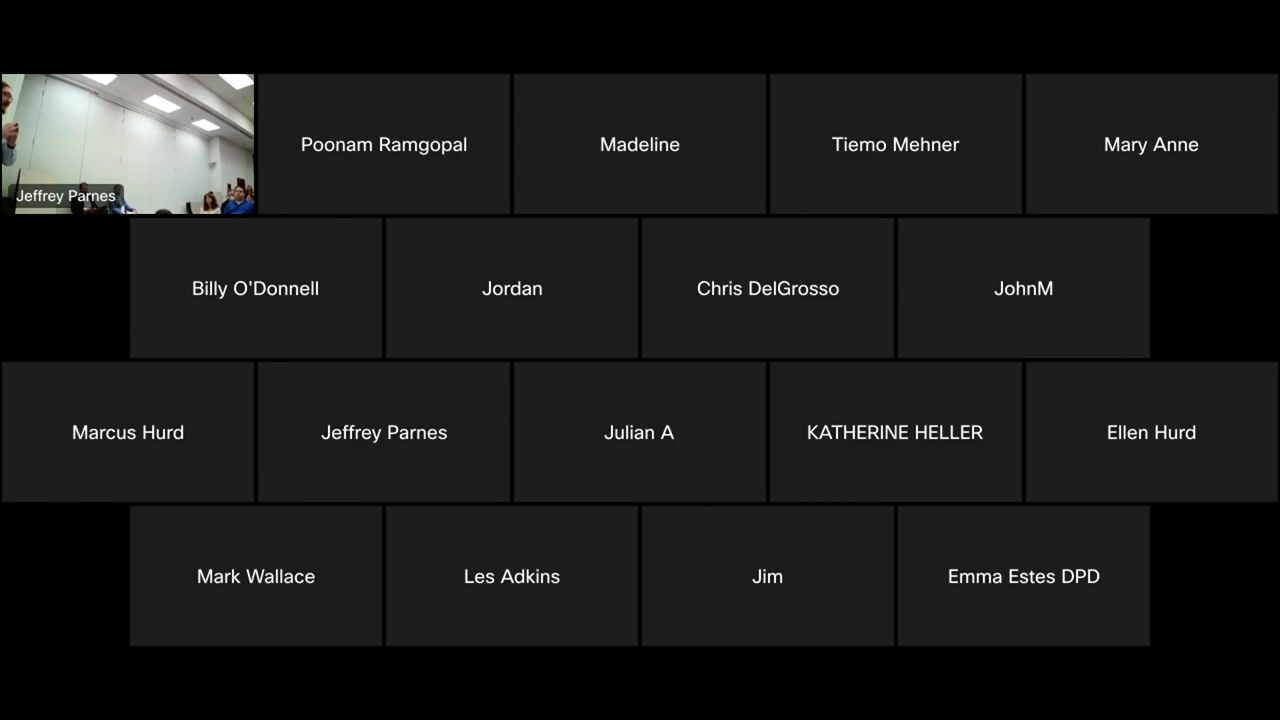 Jeffrey Parnes
Poonam Ramgopal
Madeline
Tiemo Mehner
Mary Anne
Billy O'Donnell
Jordan
Chris DelGrosso
JohnM
Marcus Hurd
Jeffrey Parnes
Julian A
KATHERINE HELLER
Ellen Hurd
Mark Wallace
Les Adkins
Jim
Emma Estes DPD